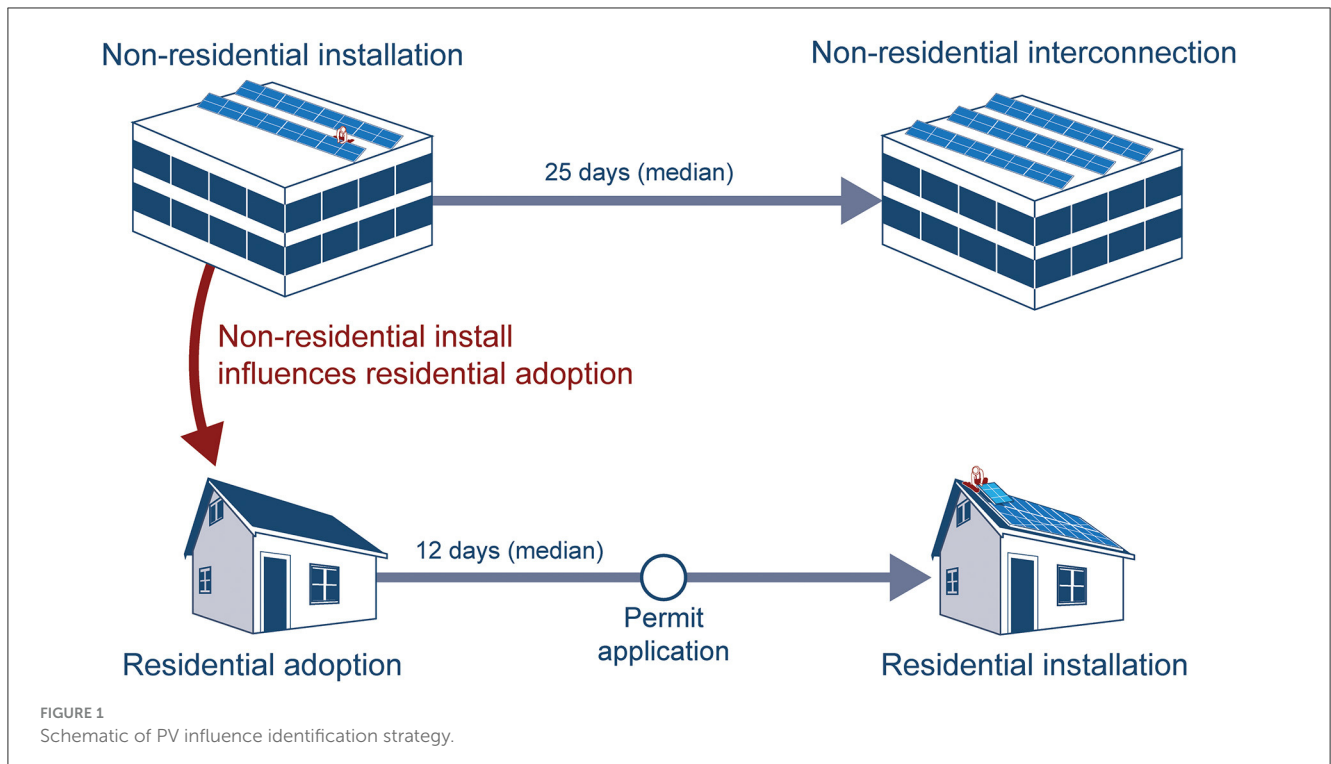 Non-residential installation
Non-residential interconnection
25 days (median)
Non-residential install
influences residential adoption
12 days (median)
Permit
application
Residential adoption
Residential installation
FIGURE 1
Schematic of PV influence identification strategy.